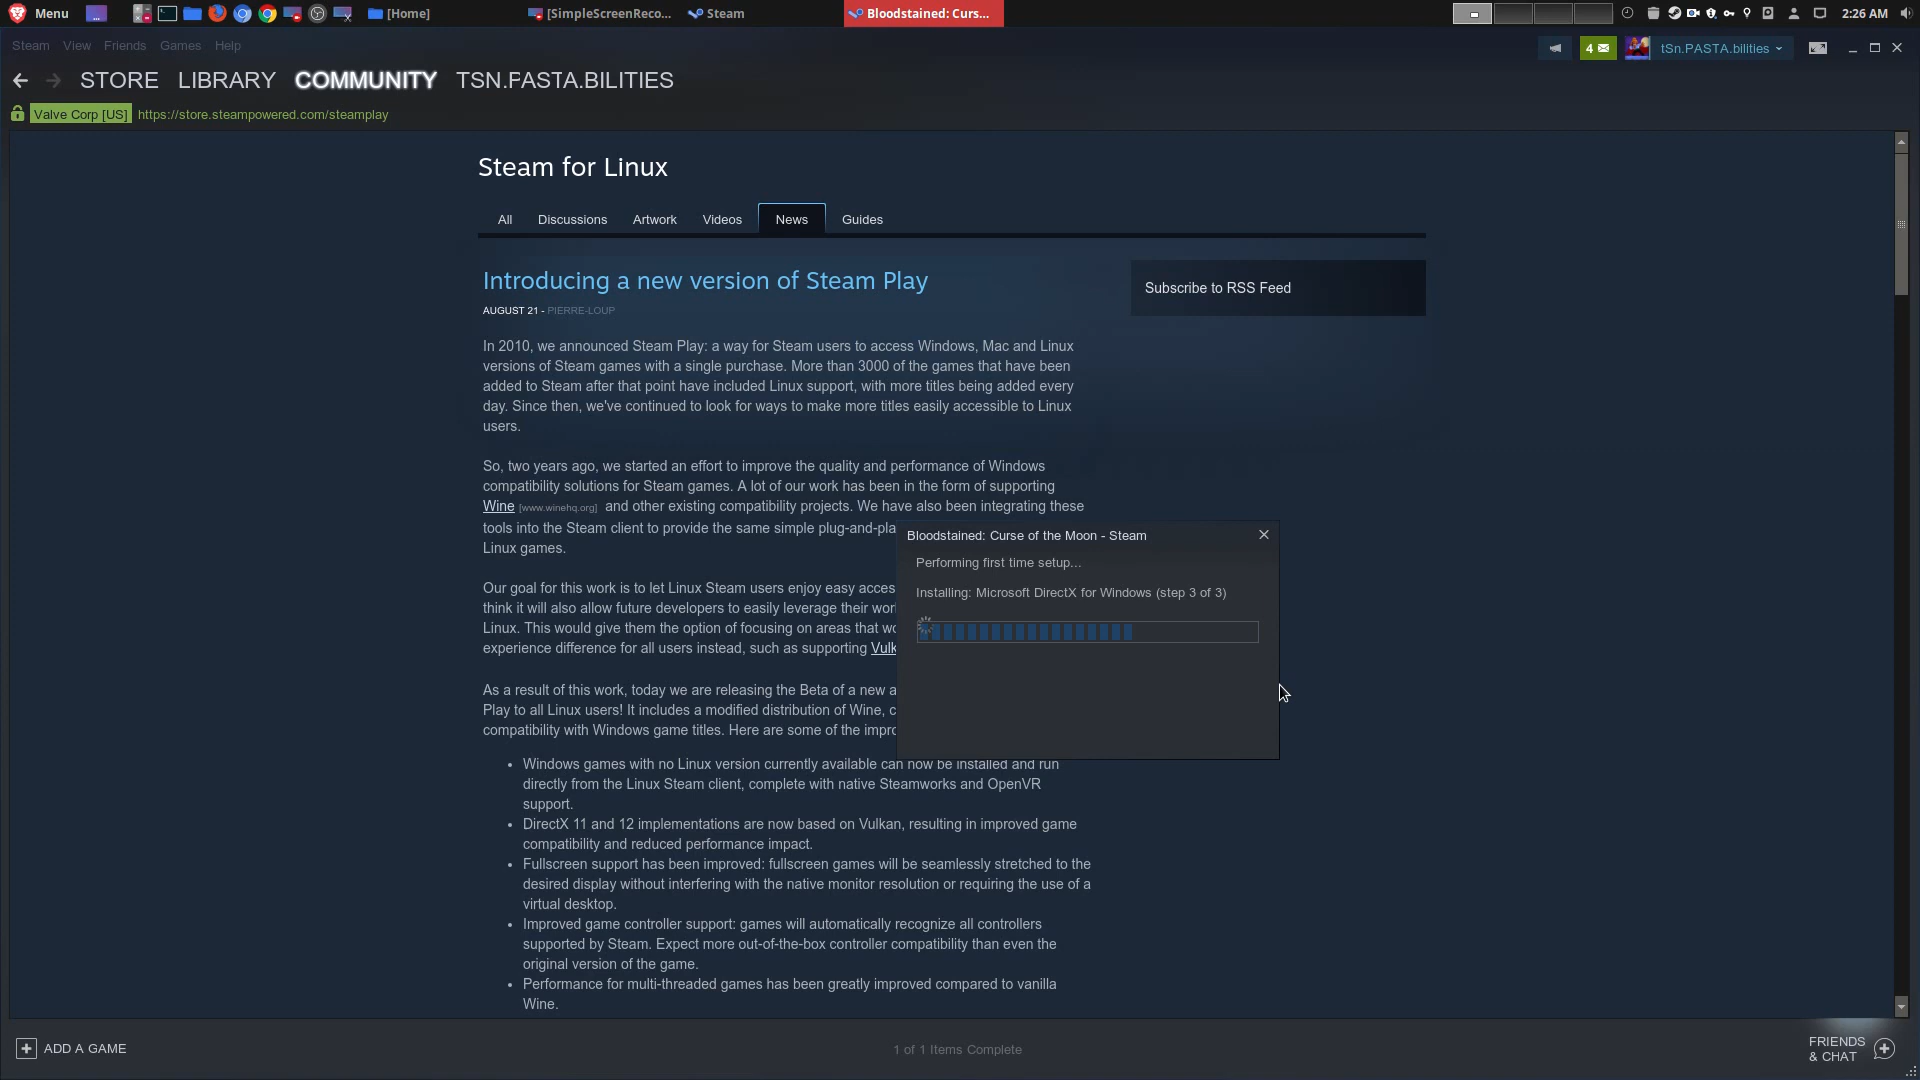 Menu
[Home]
[SimpleScreenReco...
Steam
Bloodstained: Curs...
2:26 AM
Steam View Friends Games Help
4
tSn.PASTA.bilities
STORE LIBRARY COMMUNITY TSN.FASTA.BILITIES
Valve Corp [US] https://store.steampowered.com/steamplay
Steam for Linux
All Discussions Artwork Videos News Guides
Introducing a new version of Steam Play
AUGUST 21 - PIERRE-LOUP
Subscribe to RSS Feed
In 2010, we announced Steam Play: a way for Steam users to access Windows, Mac and Linux
versions of Steam games with a single purchase. More than 3000 of the games that have been
added to Steam after that point have included Linux support, with more titles being added every
day. Since then, we've continued to look for ways to make more titles easily accessible to Linux
users.
So, two years ago, we started an effort to improve the quality and performance of Windows
compatibility solutions for Steam games. A lot of our work has been in the form of supporting
Wine [www.winehq.org] and other existing compatibility projects. We have also been integrating these
tools into the Steam client to provide the same simple plug-and-pla
Linux games.
Our goal for this work is to let Linux Steam users enjoy easy acces
think it will also allow future developers to easily leverage their wor
Linux. This would give them the option of focusing on areas that wo
experience difference for all users instead, such as supporting Vulk
As a result of this work, today we are releasing the Beta of a new a
Play to all Linux users! It includes a modified distribution of Wine, c
compatibility with Windows game titles. Here are some of the impro
• Windows games with no Linux version currently available can now be installed and run
directly from the Linux Steam client, complete with native Steamworks and OpenVR
support.
• DirectX 11 and 12 implementations are now based on Vulkan, resulting in improved game
compatibility and reduced performance impact.
• Fullscreen support has been improved: fullscreen games will be seamlessly stretched to the
desired display without interfering with the native monitor resolution or requiring the use of a
virtual desktop.
• Improved game controller support: games will automatically recognize all controllers
supported by Steam. Expect more out-of-the-box controller compatibility than even the
original version of the game.
• Performance for multi-threaded games has been greatly improved compared to vanilla
Wine.
Bloodstained: Curse of the Moon - Steam
Performing first time setup...
Installing: Microsoft DirectX for Windows (step 3 of 3)
ADD A GAME
1 of 1 Items Complete
FRIENDS
& CHAT